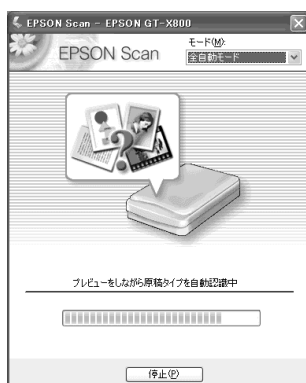 EPSON Scan - EPSON GT-X800
EPSON Scan
モード(M):
全自動モード
プレビューをしながら原稿タイプを自動認識中
停止(P)